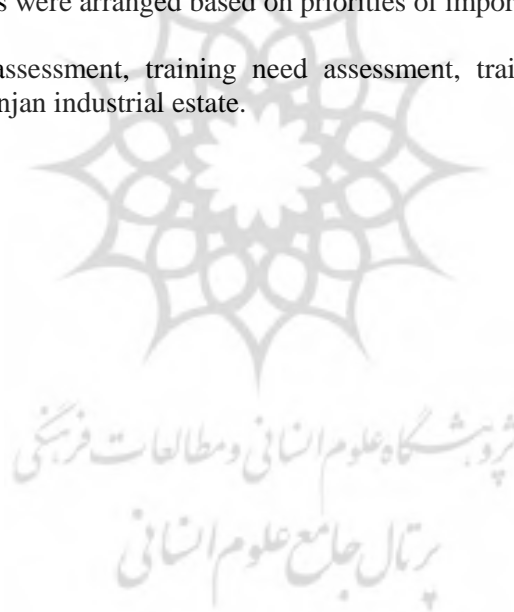 s were arranged based on priorities of impor
assessment, training need assessment, trai
njan industrial estate.
پژوهشگاه علوم انسانی و مطالعات فرهنگی
پرتال جامع علوم انسانی